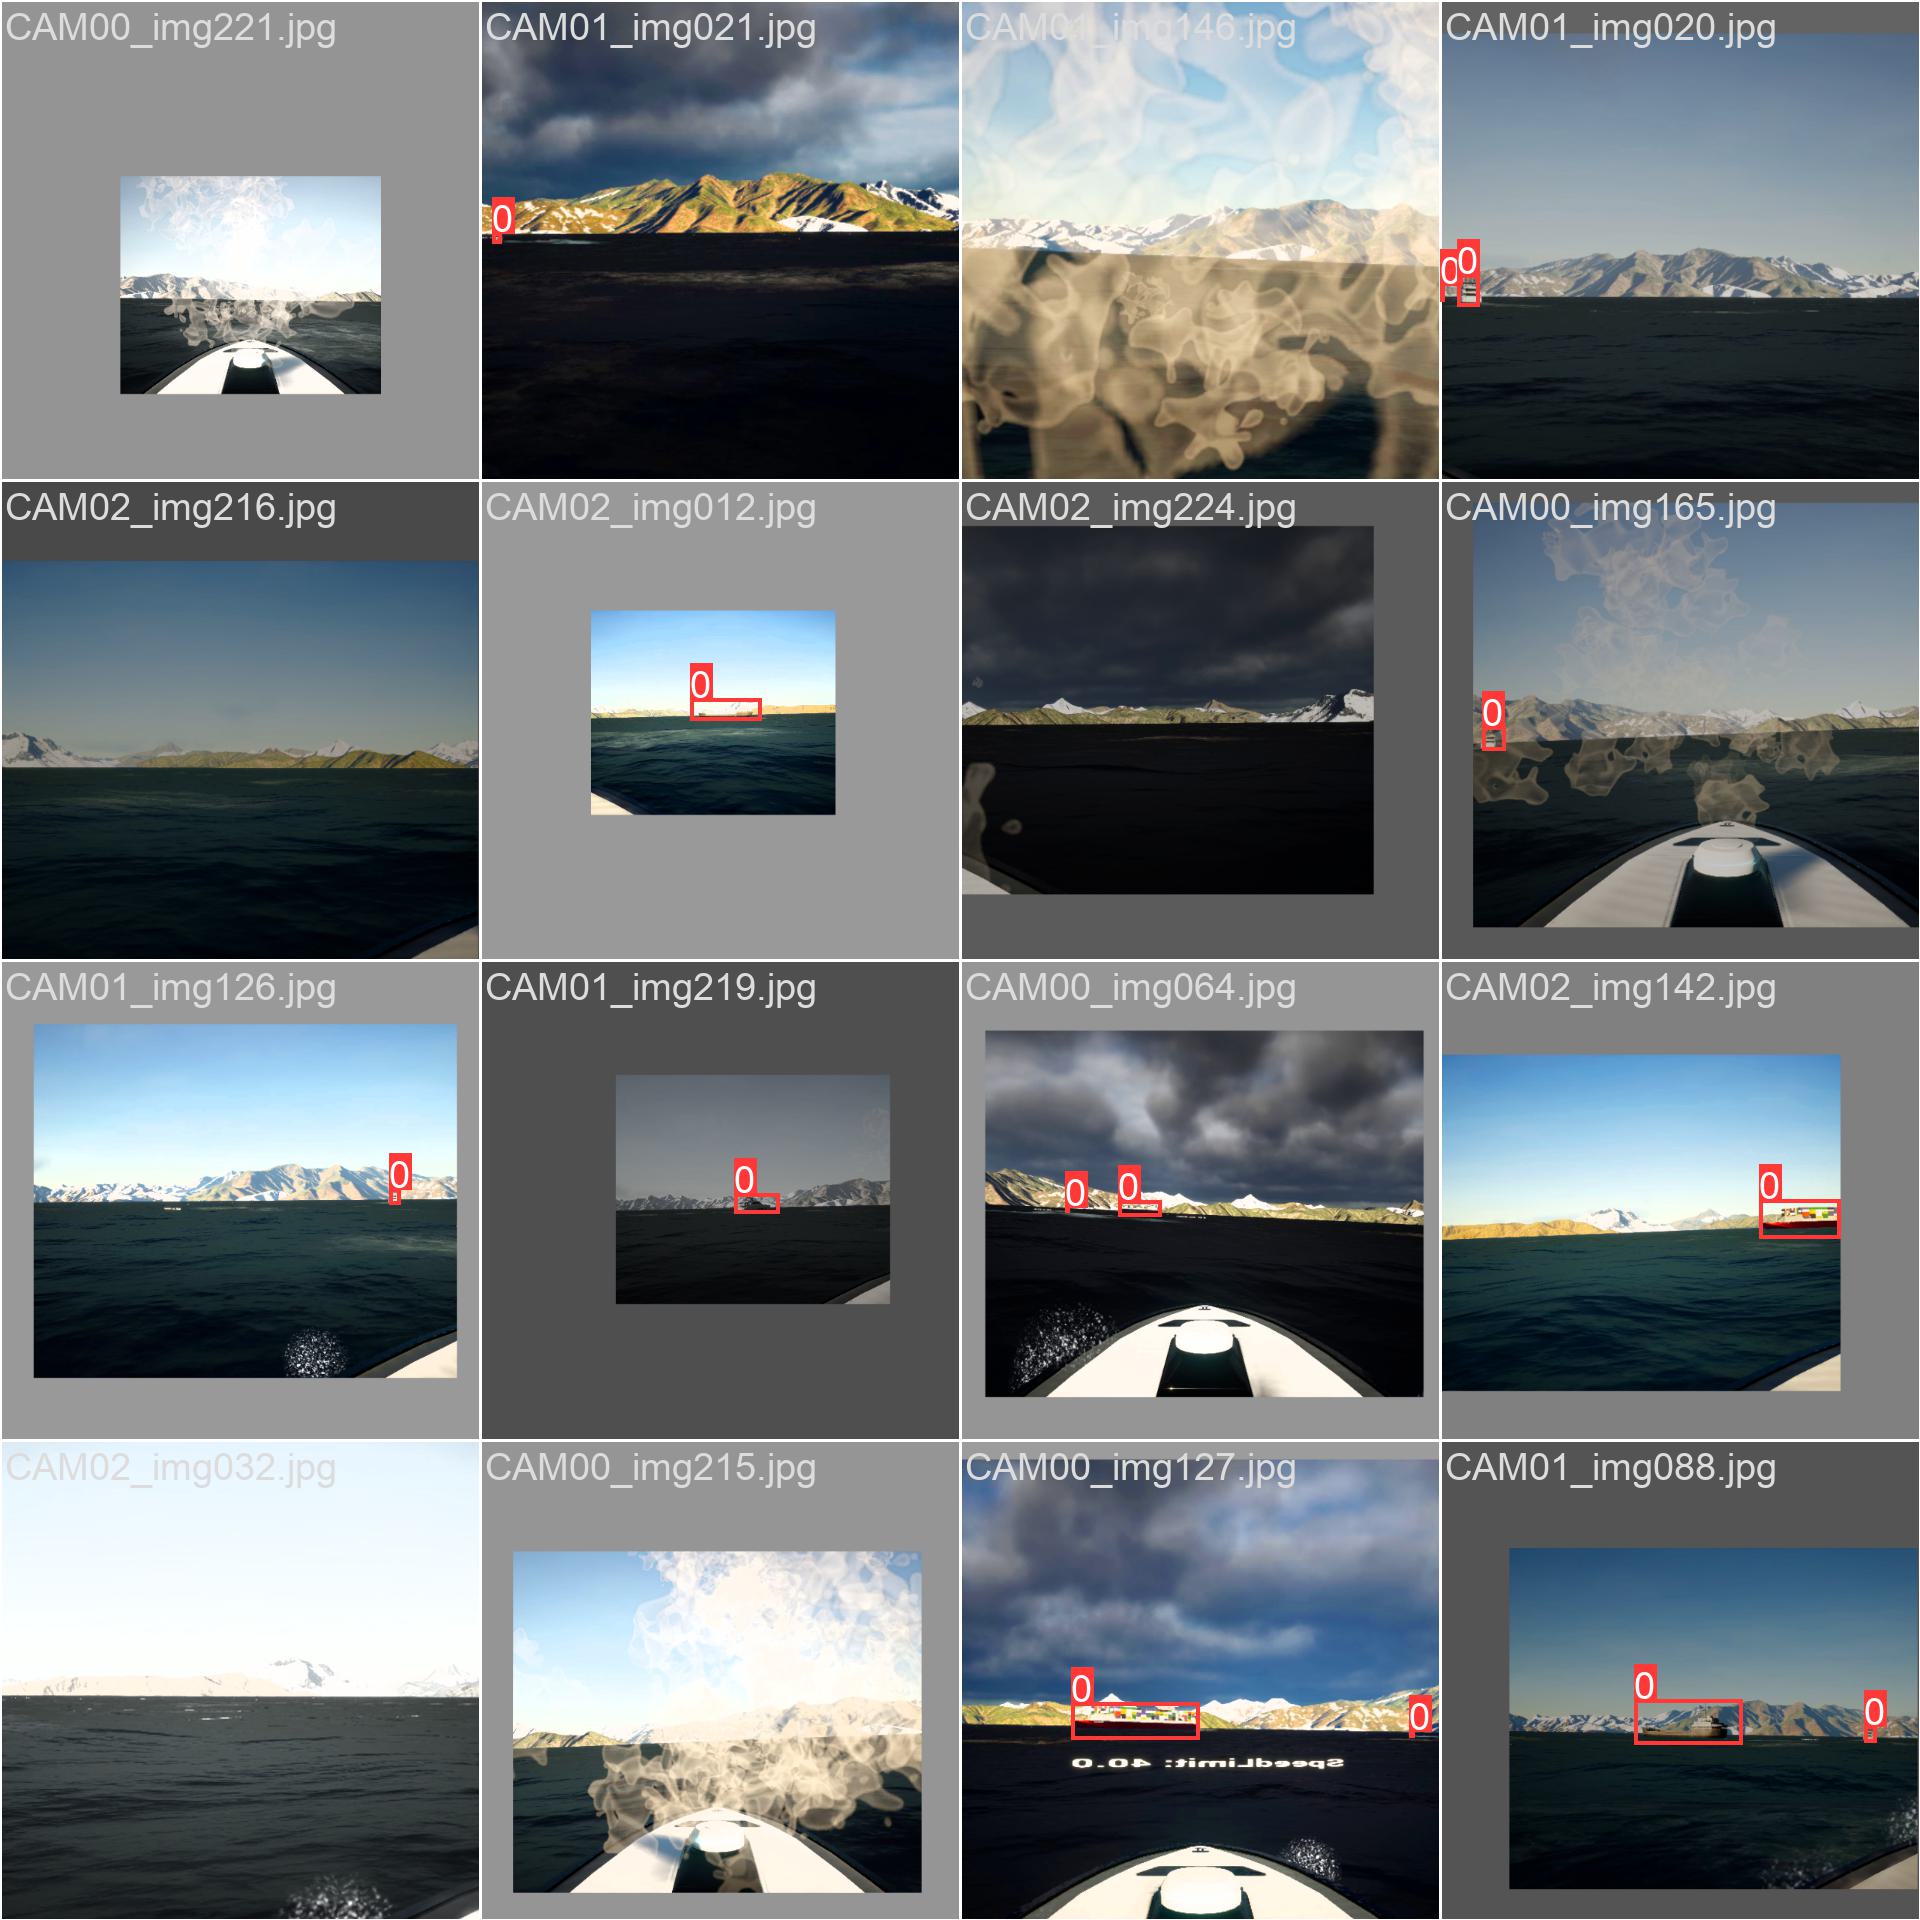 CAM00_img221.jpg
CAM01_img021.jpg
CAM01_img146.jpg
CAM01_img020.jpg
0
0
0
CAM02_img216.jpg
CAM02_img012.jpg
CAM02_img224.jpg
CAM00_img165.jpg
0
0
CAM01_img126.jpg
CAM01_img219.jpg
CAM00_img064.jpg
CAM02_img142.jpg
0
0
0
0
0
CAM02_img032.jpg
CAM00_img215.jpg
CAM00_img127.jpg
CAM01_img088.jpg
0
0
0
0
SpeedLimit: 40.0